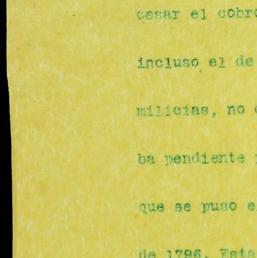 cesar el cobro
incluso el de
milicias, no
ba pendiente
que se puso e
de 1796. Esta